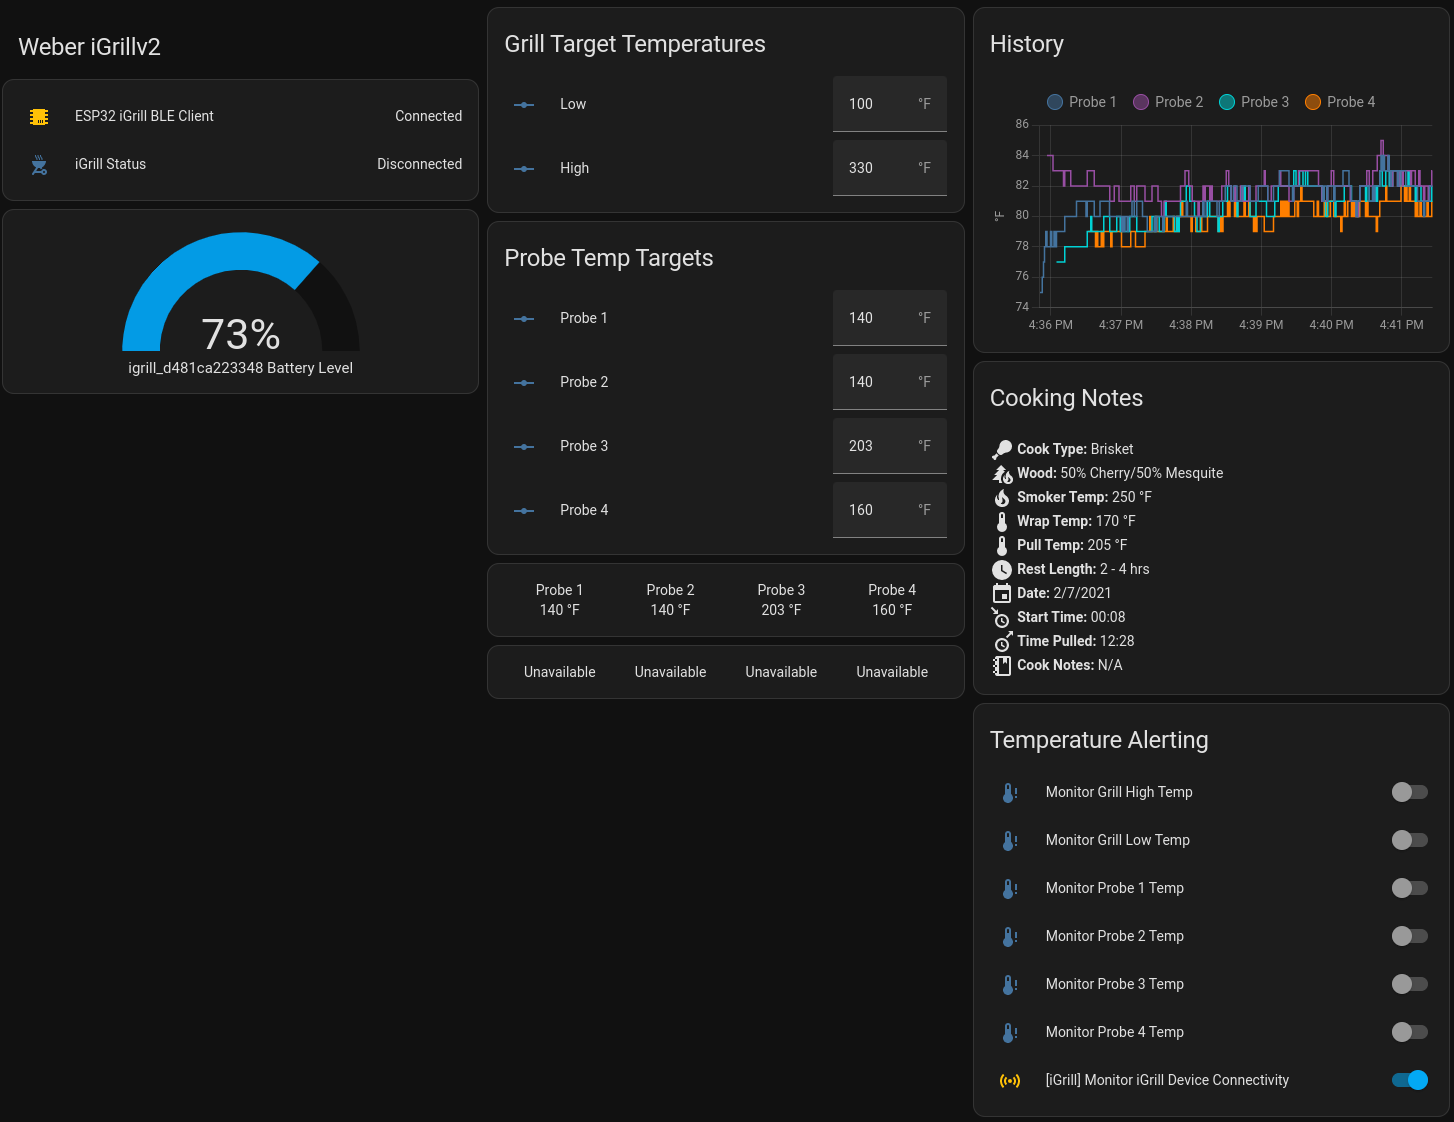 Weber iGrillv2
ESP32 iGrill BLE Client Connected
iGrill Status Disconnected
73%
igrill_d481ca223348 Battery Level
Grill Target Temperatures
Low 100 °F
High 330 °F
Probe Temp Targets
Probe 1 140 °F
Probe 2 140 °F
Probe 3 203 °F
Probe 4 160 °F
Probe 1 Probe 2 Probe 3 Probe 4
140 °F 140 °F 203 °F 160 °F
Unavailable Unavailable Unavailable Unavailable
History
Probe 1 Probe 2 Probe 3 Probe 4
86
84
82
80
78
76
74
°F
4:36 PM 4:37 PM 4:38 PM 4:39 PM 4:40 PM 4:41 PM
Cooking Notes
Cook Type: Brisket
Wood: 50% Cherry/50% Mesquite
Smoker Temp: 250 °F
Wrap Temp: 170 °F
Pull Temp: 205 °F
Rest Length: 2 - 4 hrs
Date: 2/7/2021
Start Time: 00:08
Time Pulled: 12:28
Cook Notes: N/A
Temperature Alerting
Monitor Grill High Temp
Monitor Grill Low Temp
Monitor Probe 1 Temp
Monitor Probe 2 Temp
Monitor Probe 3 Temp
Monitor Probe 4 Temp
[iGrill] Monitor iGrill Device Connectivity